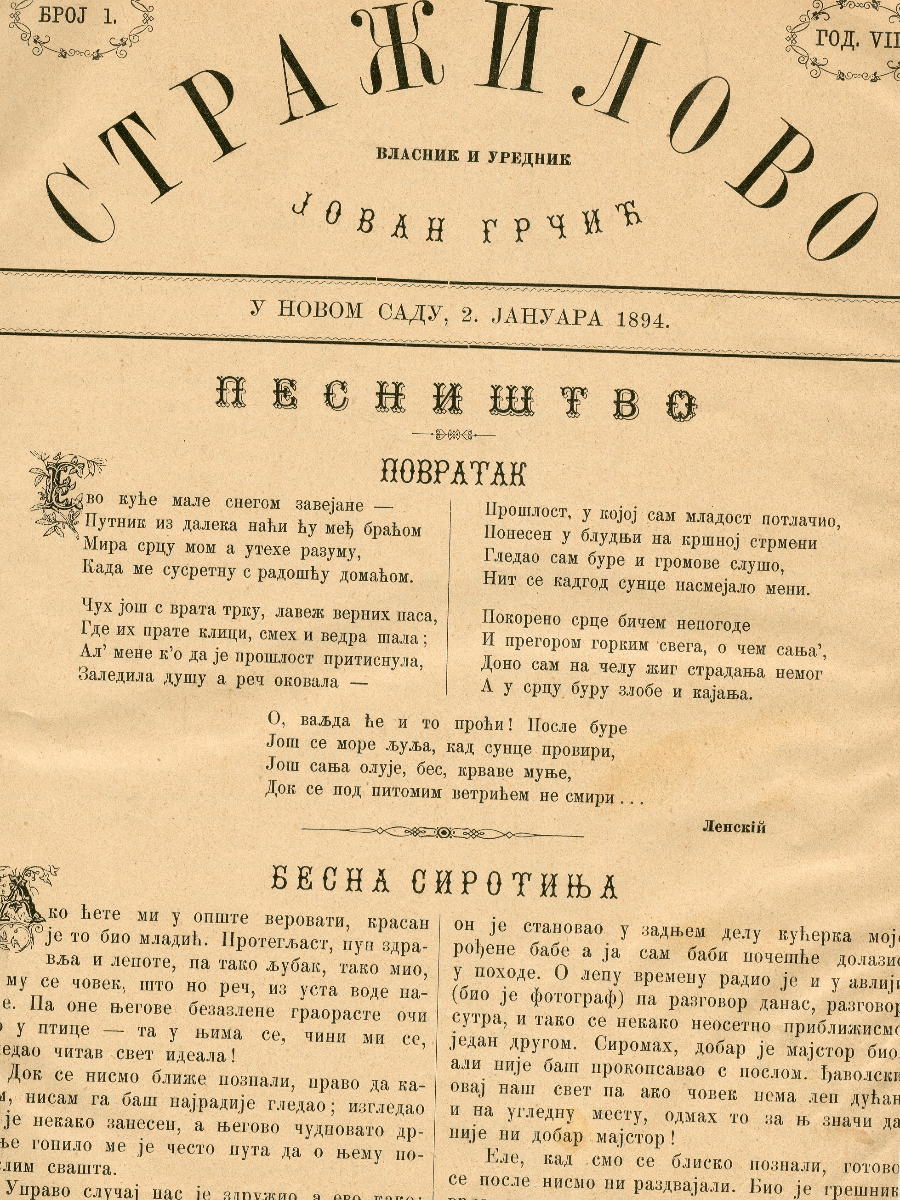 БРОЈ 1.
ГОД. VII
СТРАЖИЛОВО
ВЛАСНИК И УРЕДНИК
ЈОВАН ГРЧИЋ
У НОВОМ САДУ, 2. ЈАНУАРА 1894.
ПЕСНИШТВО
ПОВРАТАК
Ево куће мале снегом завејане —
Путник из далека наћи ћу међ браћом
Мира срцу мом а утехе разуму,
Када ме сусретну с радошћу домаћом.
Чух још с врата трку, лавеж верних паса,
Где их прате клици, смех и ведра шала;
Ал’ мене к’о да је прошлост притиснула,
Заледила душу а реч оковала —
Прошлост, у којој сам младост потлачио,
Понесен у блудњи на кршној стрмени
Гледао сам буре и громове слушо,
Нит се кадгод сунце насмејало мени.
Покорено срце бичем непогоде
И прегором горким свега, о чем сања’,
Доно сам на челу жиг страдања немог
А у срцу буру злобе и кајања.
О, ваљда ће и то проћи! После буре
Још се море љуља, кад сунце провири,
Још сања олује, бес, крваве муње,
Док се под питомим ветрићем не смири...
Ленскій
БЕСНА СИРОТИЊА
Ако ћете ми у опште веровати, красан
је то био младић. Протегљаст, пун здра-
вља и лепоте, па тако љубак, тако мио,
му се човек, што но реч, из уста воде на-
е. Па оне његове безазлене граорасте очи
о у птице — та у њима се, чини ми се,
ледао читав свет идеала!
Док се нисмо ближе познали, право да ка-
м, нисам га баш најрадије гледао; изгледао
је некако занесен, а његово чудновато др-
ње гонило ме је често пута да о њему по-
слим свашта.
Управо случај нас је здружио, а ево како:
он је становао у задњем делу кућерка моје
рођене бабе а ја сам баби почешће долазио
у походе. О лепу времену радио је и у авлији
(био је фотограф) па разговор данас, разговор
сутра, и тако се некако неосетно приближисмо
један другом. Сиромах, добар је мајстор био,
али није баш прокопсавао с послом. Ђаволски
овај наш свет па ако човек нема леп дућан
и на угледну месту, одмах то за њ значи да
није ни добар мајстор!
Еле, кад смо се блиско познали, готово
се после нисмо ни раздвајали. Био је грешник